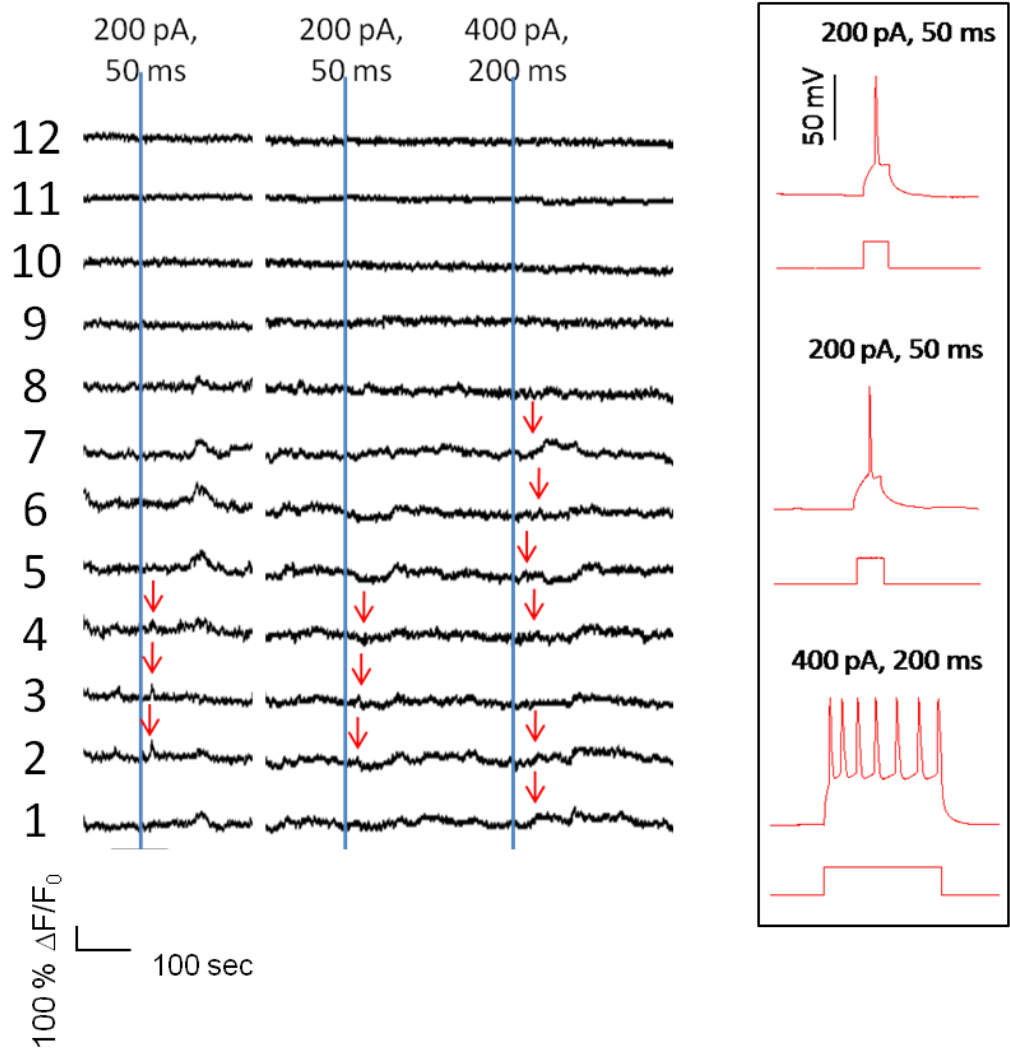 200 pA,
50 ms
200 pA,
50 ms
400 pA,
200 ms
12
11
10
9
8
7
6
5
4
3
2
1
100 % ΔF/F₀
100 sec
200 pA, 50 ms
50 mV
200 pA, 50 ms
400 pA, 200 ms